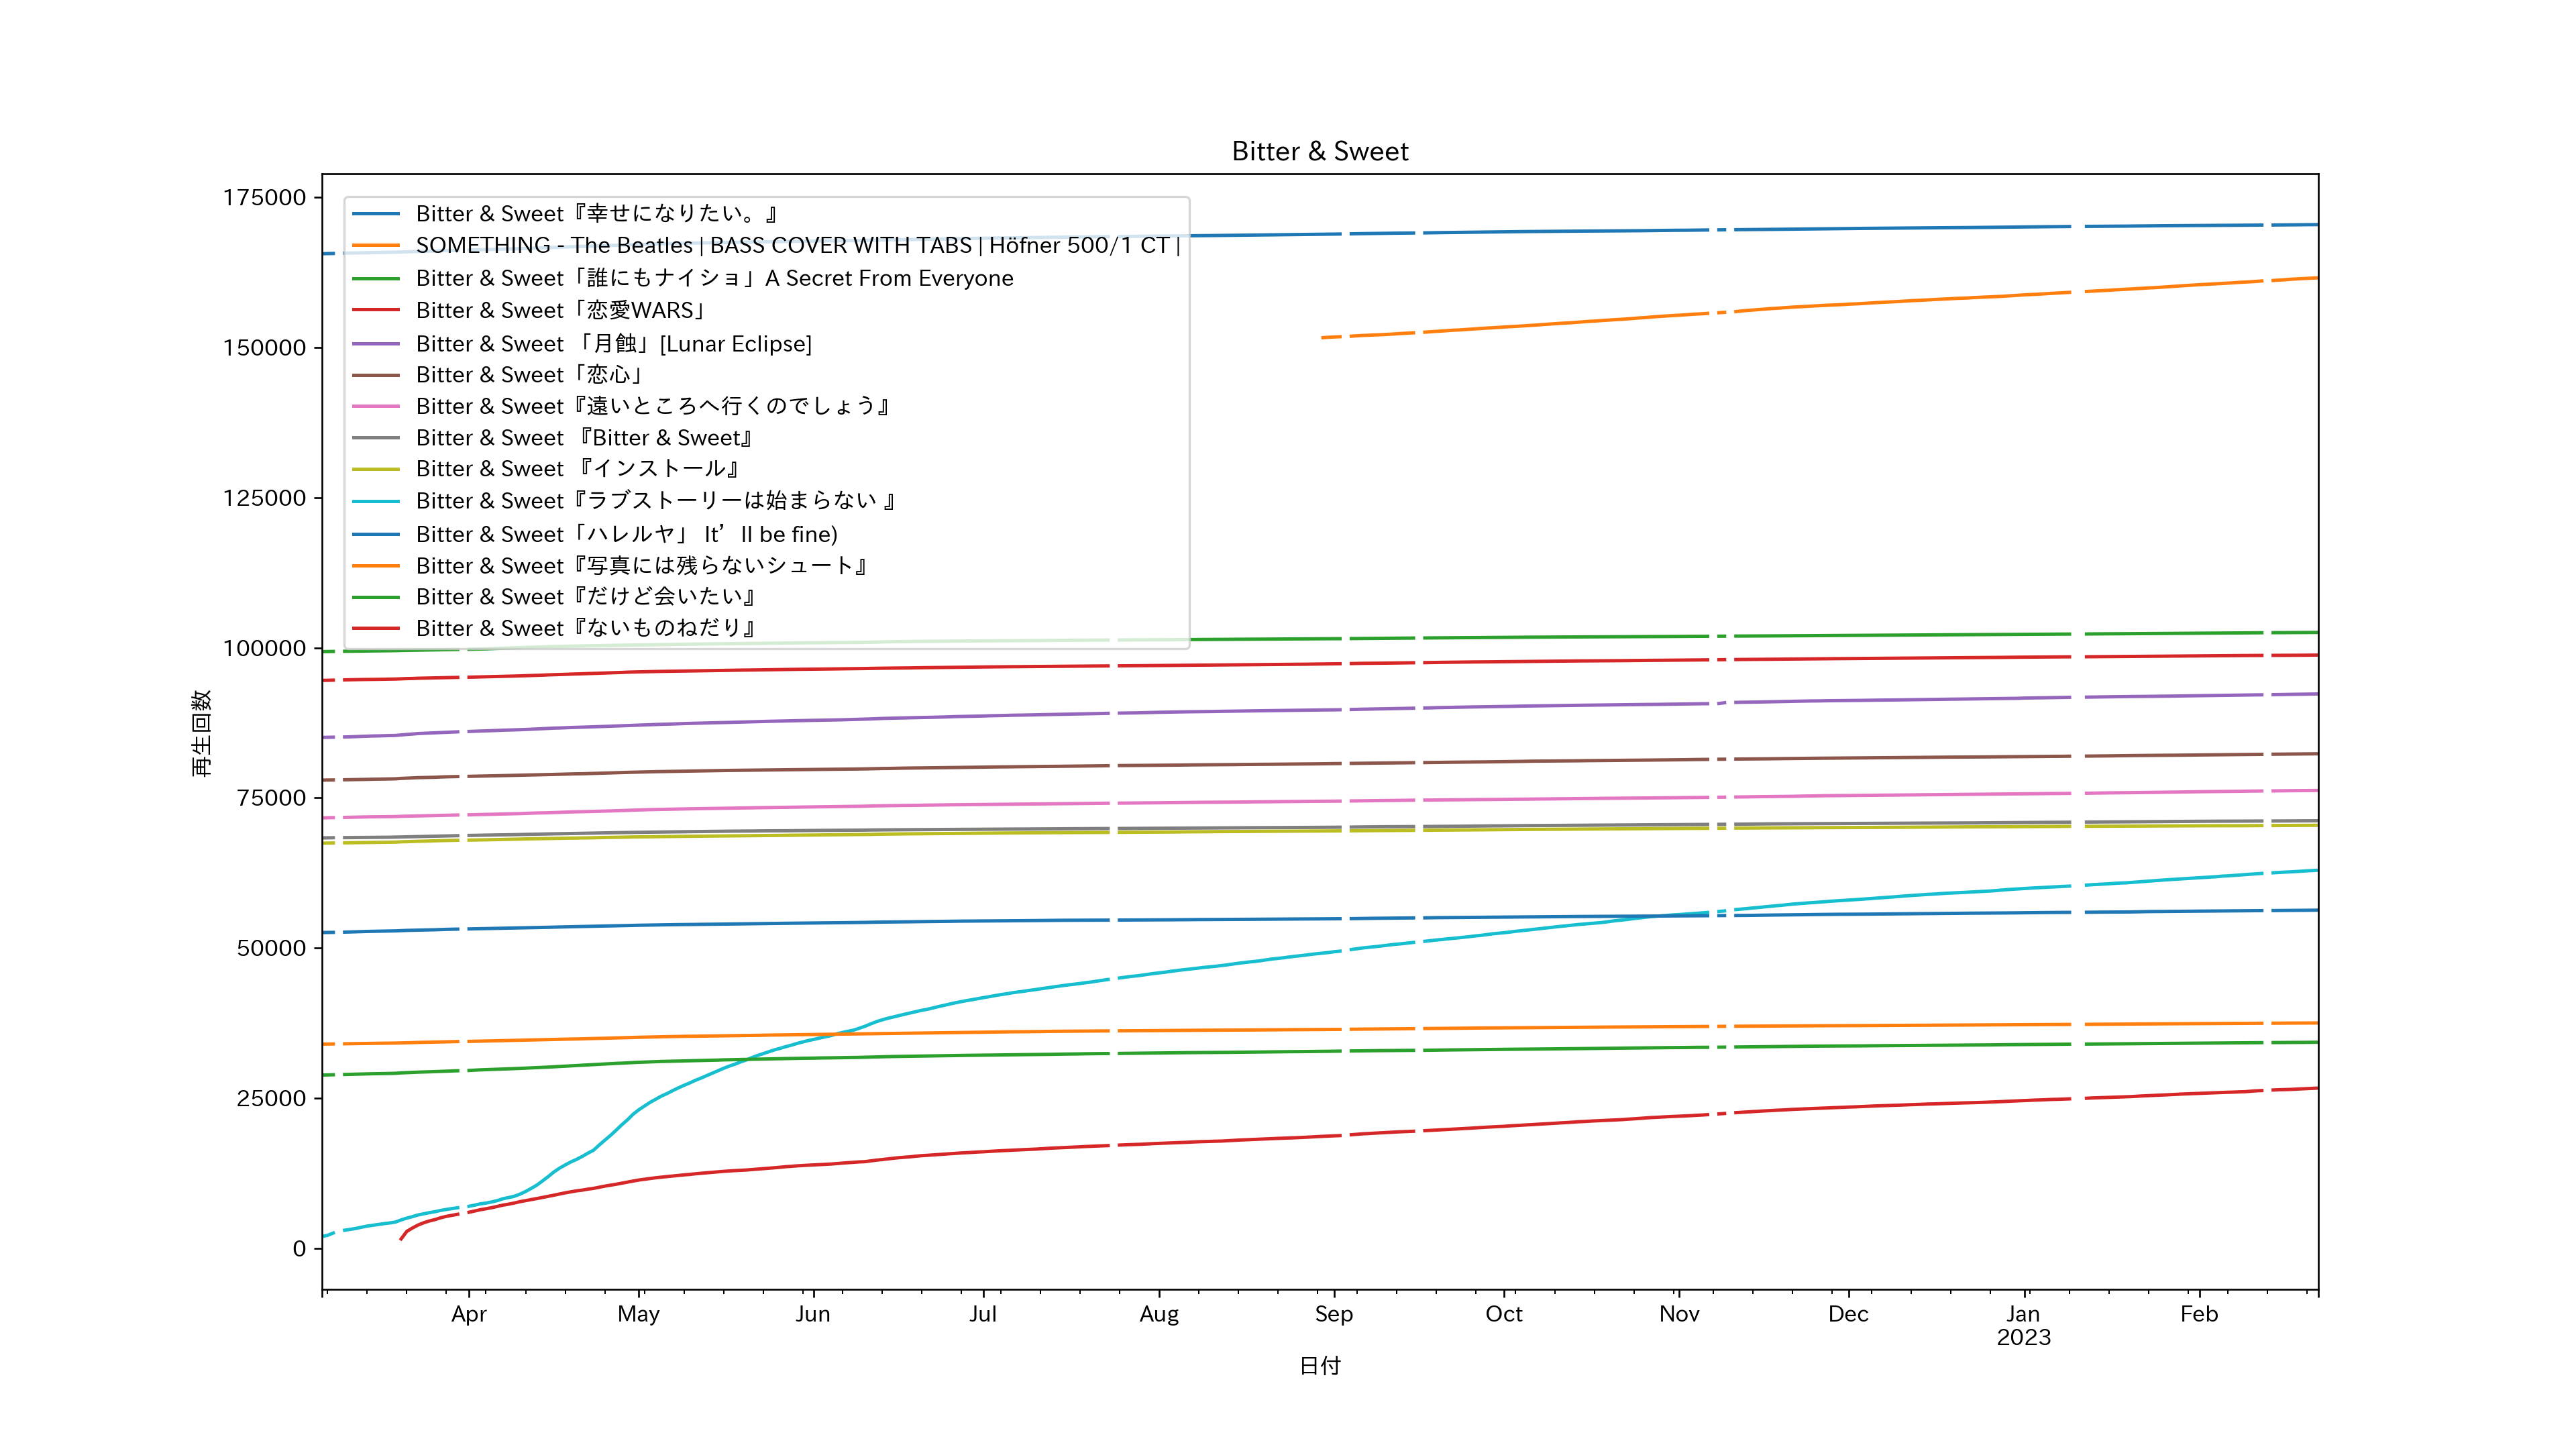 Bitter & Sweet
175000
150000
125000
100000
75000
50000
25000
0
再生回数
Bitter & Sweet『幸せになりたい。』
SOMETHING - The Beatles | BASS COVER WITH TABS | Höfner 500/1 CT |
Bitter & Sweet「誰にもナイショ」A Secret From Everyone
Bitter & Sweet「恋愛WARS」
Bitter & Sweet 「月蝕」[Lunar Eclipse]
Bitter & Sweet「恋心」
Bitter & Sweet『遠いところへ行くのでしょう』
Bitter & Sweet 『Bitter & Sweet』
Bitter & Sweet 『インストール』
Bitter & Sweet『ラブストーリーは始まらない 』
Bitter & Sweet「ハレルヤ」 It’ll be fine)
Bitter & Sweet『写真には残らないシュート』
Bitter & Sweet『だけど会いたい』
Bitter & Sweet『ないものねだり』
Apr May Jun Jul Aug Sep Oct Nov Dec Jan Feb
2023
日付